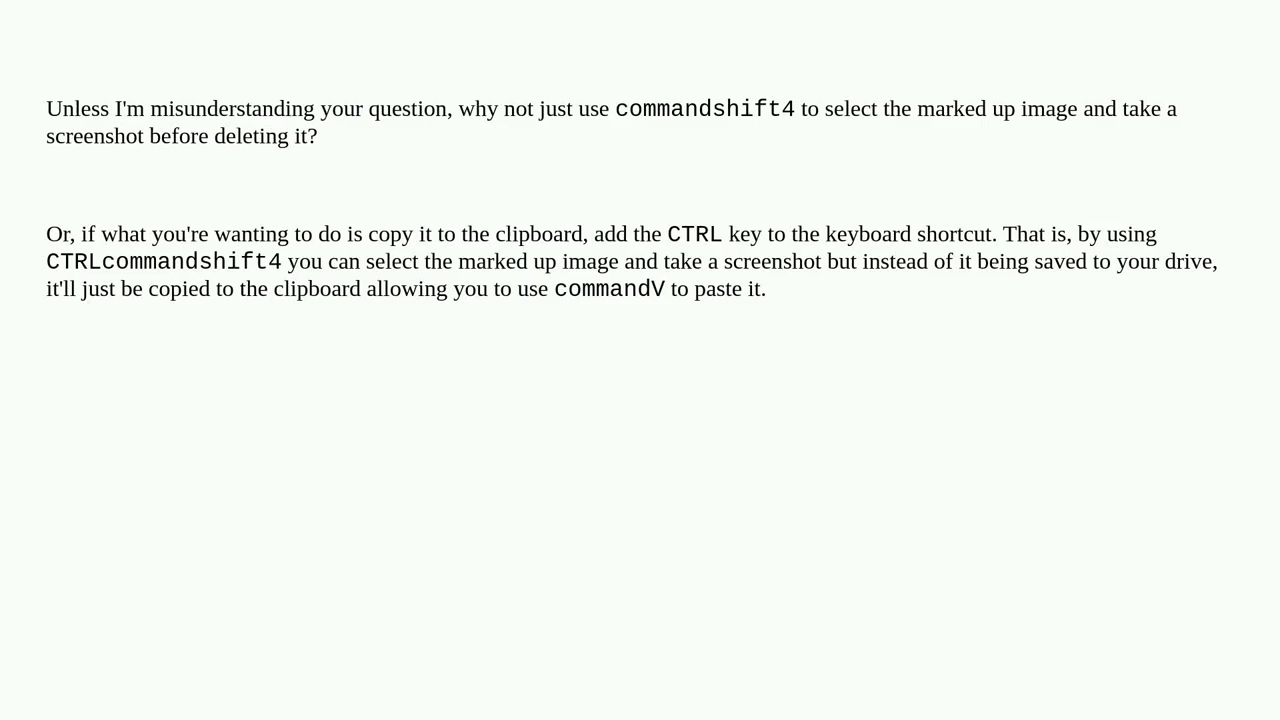 Unless I'm misunderstanding your question, why not just use commandshift4 to select the marked up image and take a
screenshot before deleting it?
Or, if what you're wanting to do is copy it to the clipboard, add the CTRL key to the keyboard shortcut. That is, by using
CTRLcommandshift4 you can select the marked up image and take a screenshot but instead of it being saved to your drive,
it'll just be copied to the clipboard allowing you to use commandV to paste it.